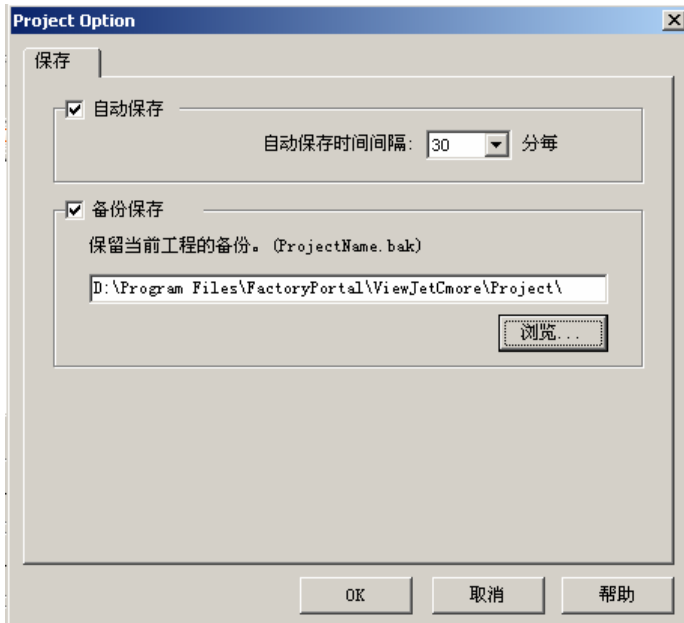 Project Option
保存
自动保存
自动保存时间间隔: 30 分每
备份保存
保留当前工程的备份。(ProjectName.bak)
D:\Program Files\FactoryPortal\ViewJetCmore\Project\
浏览...
OK 取消 帮助